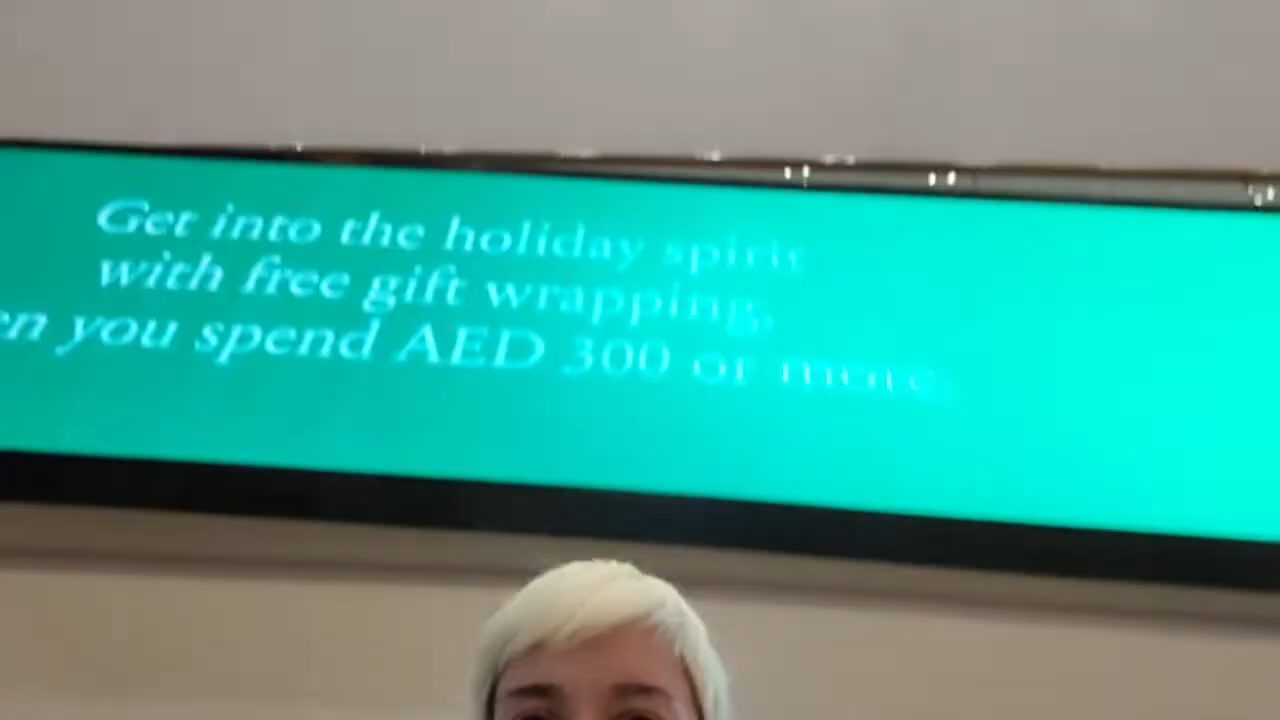 Get into the holiday spirit
with free gift wrapping,
en you spend AED 300 or more.